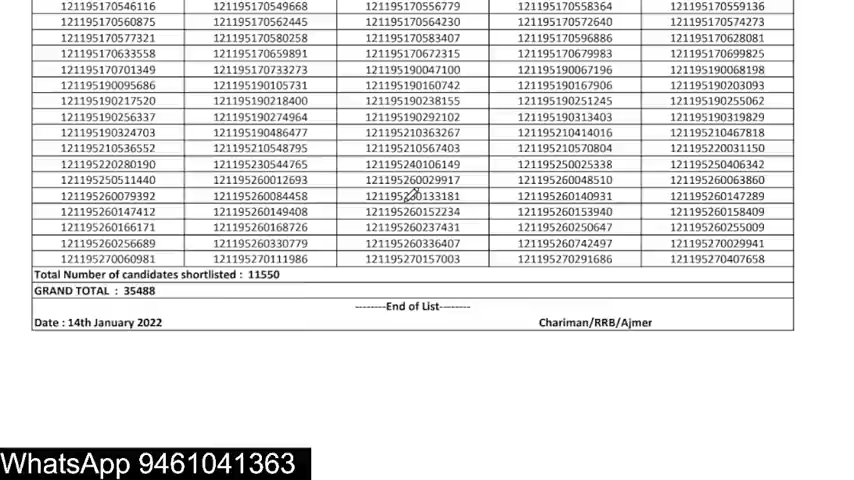 121195170546116 121195170549668 121195170556779 121195170558364 121195170559136
121195170560875 121195170562445 121195170564230 121195170572640 121195170574273
121195170577321 121195170580258 121195170583407 121195170596886 121195170628081
121195170633558 121195170659891 121195170672315 121195170679983 121195170699825
121195170701349 121195170733273 121195190047100 121195190067196 121195190068198
121195190095686 121195190105731 121195190160742 121195190167906 121195190203093
121195190217520 121195190218400 121195190238155 121195190251245 121195190255062
121195190256337 121195190274964 121195190292102 121195190313403 121195190319829
121195190324703 121195190486477 121195210363267 121195210414016 121195210467818
121195210536552 121195210548795 121195210567403 121195210570804 121195220031150
121195220280190 121195230544765 121195240106149 121195250025338 121195250406342
121195250511440 121195260012693 121195260029917 121195260048510 121195260063860
121195260079392 121195260084458 121195260133181 121195260140931 121195260147289
121195260147412 121195260149408 121195260152234 121195260153940 121195260158409
121195260166171 121195260168726 121195260237431 121195260250647 121195260255009
121195260256689 121195260330779 121195260336407 121195260742497 121195270029941
121195270060981 121195270111986 121195270157003 121195270291686 121195270407658
Total Number of candidates shortlisted : 11550
GRAND TOTAL : 35488
--------End of List--------
Date : 14th January 2022 Chariman/RRB/Ajmer
WhatsApp 9461041363